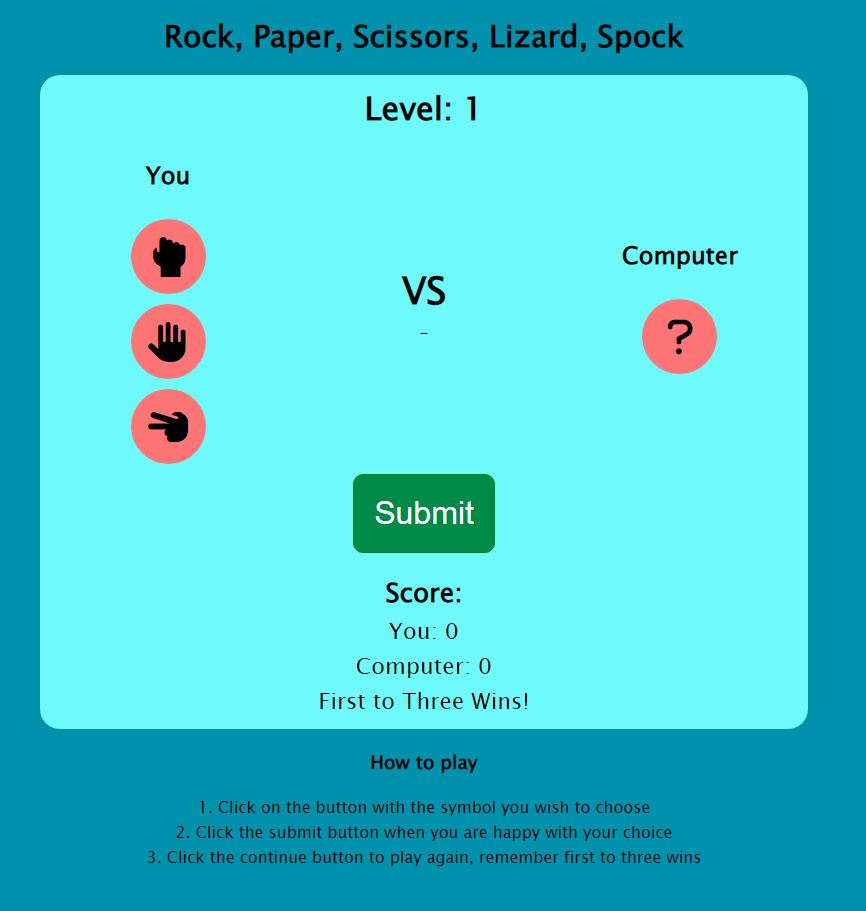 Rock, Paper, Scissors, Lizard, Spock
Level: 1
You
Computer
VS
-
?
Submit
Score:
You: 0
Computer: 0
First to Three Wins!
How to play
1. Click on the button with the symbol you wish to choose
2. Click the submit button when you are happy with your choice
3. Click the continue button to play again, remember first to three wins